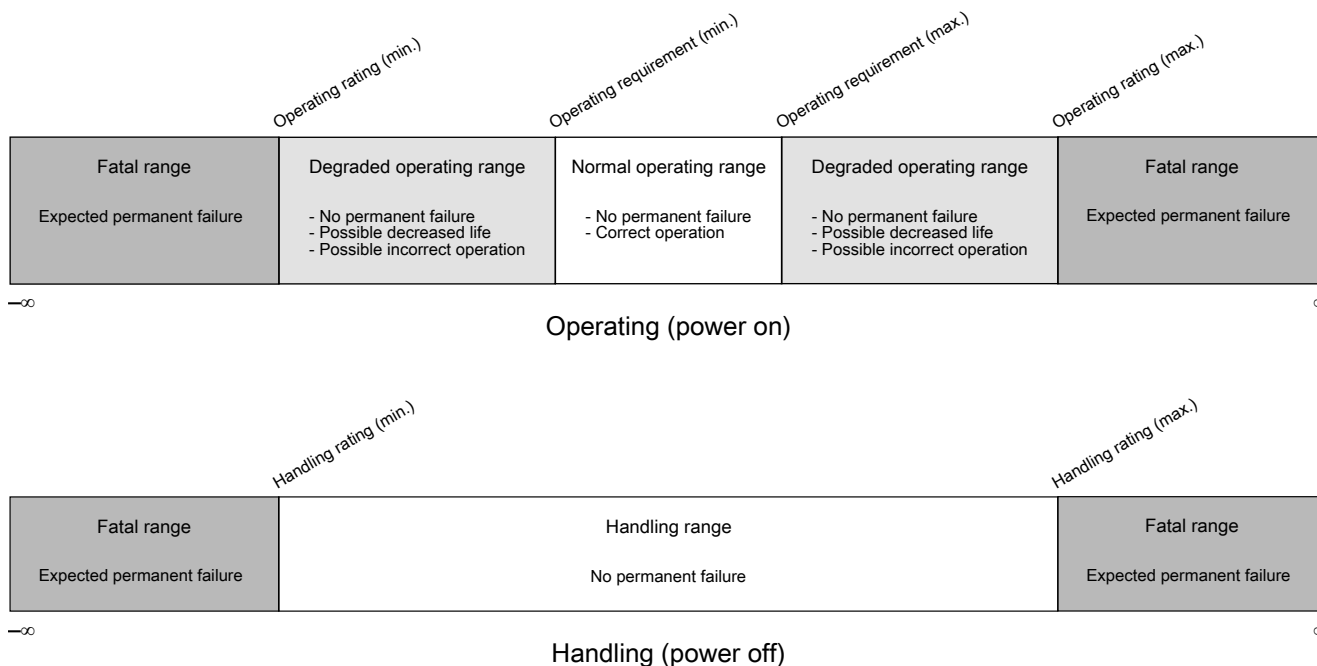 Operating rating (min.)
Operating requirement (min.)
Operating requirement (max.)
Operating rating (max.)
Fatal range
Degraded operating range
Normal operating range
Degraded operating range
Fatal range
Expected permanent failure
- No permanent failure
- Possible decreased life
- Possible incorrect operation
- No permanent failure
- Correct operation
- No permanent failure
- Possible decreased life
- Possible incorrect operation
Expected permanent failure
–∞
Operating (power on)
Handling rating (min.)
Handling rating (max.)
Fatal range
Handling range
Fatal range
Expected permanent failure
No permanent failure
Expected permanent failure
–∞
Handling (power off)